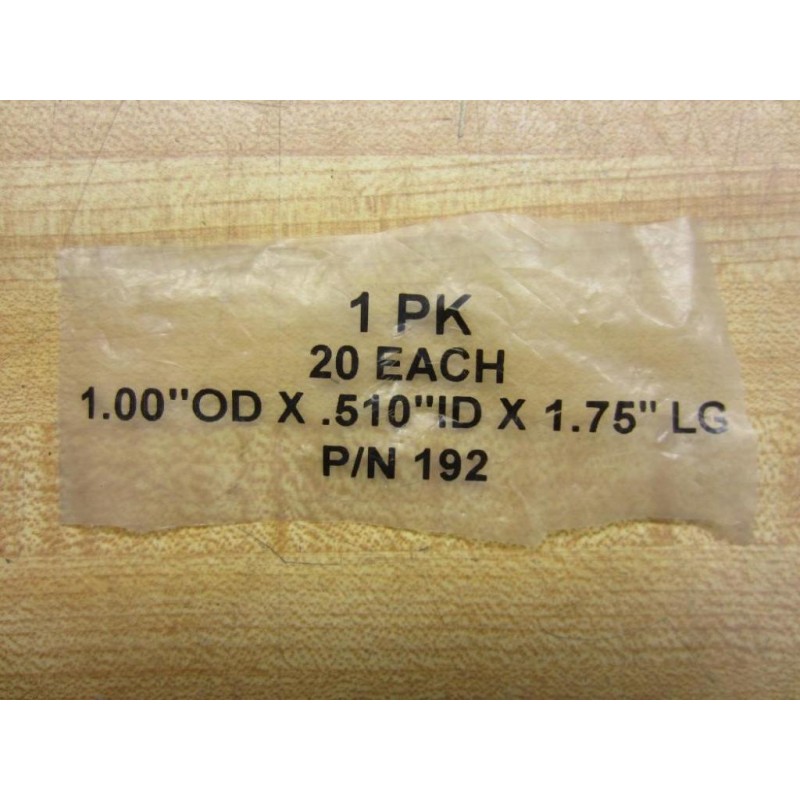 1 PK
20 EACH
1.00"OD X .510"ID X 1.75" LG
P/N 192